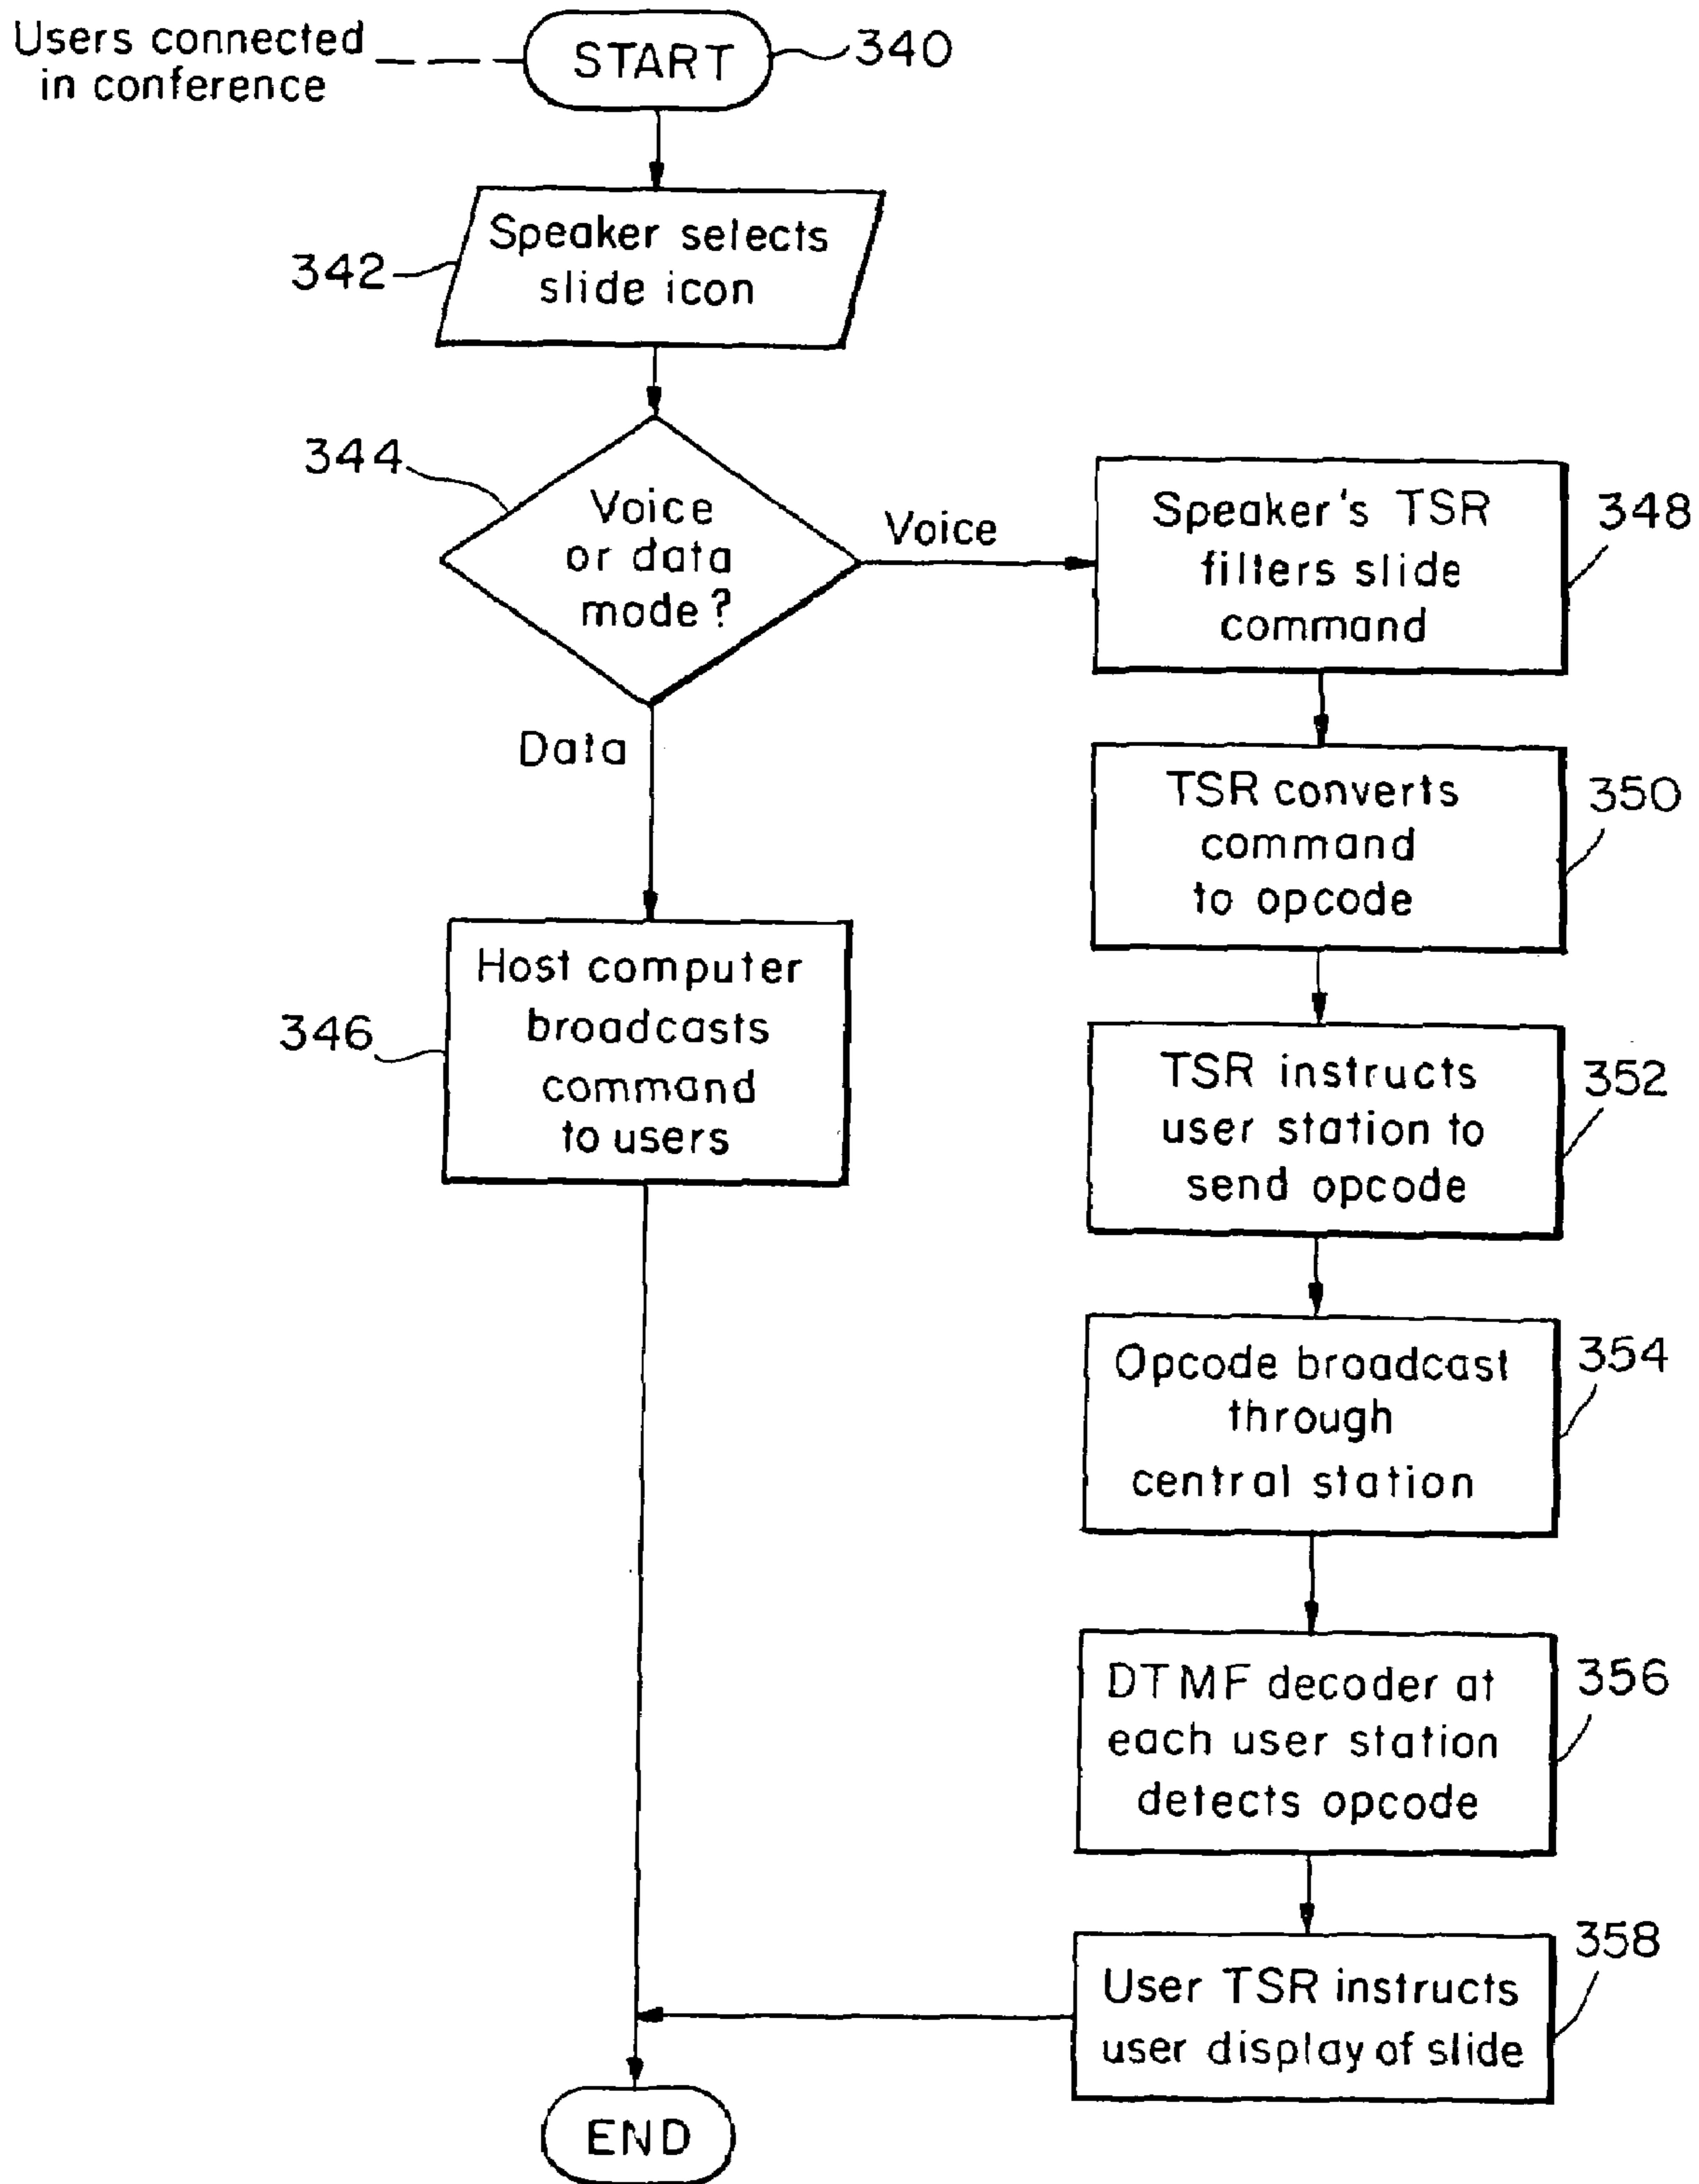 Users connected
in conference
START
340
Speaker selects
slide icon
342
344
Voice
or data
mode?
Voice
Data
Host computer
broadcasts
command
to users
346
Speaker's TSR
filters slide
command
348
TSR converts
command
to opcode
350
TSR instructs
user station to
send opcode
352
Opcode broadcast
through
central station
354
DTMF decoder at
each user station
detects opcode
356
User TSR instructs
user display of slide
358
END